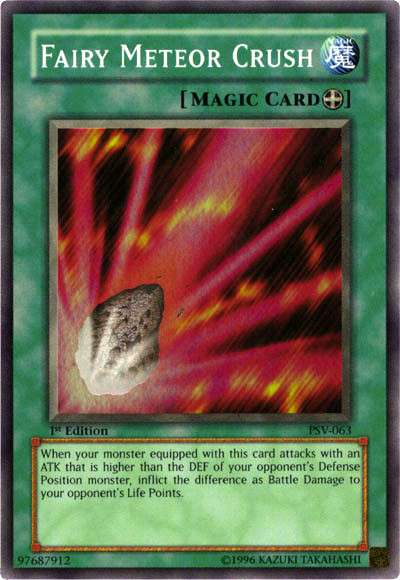 FAIRY METEOR CRUSH
MAGIC
魔
[MAGIC CARD]
1st Edition PSV-063
When your monster equipped with this card attacks with an
ATK that is higher than the DEF of your opponent's Defense
Position monster, inflict the difference as Battle Damage to
your opponent's Life Points.
97687912 ©1996 KAZUKI TAKAHASHI